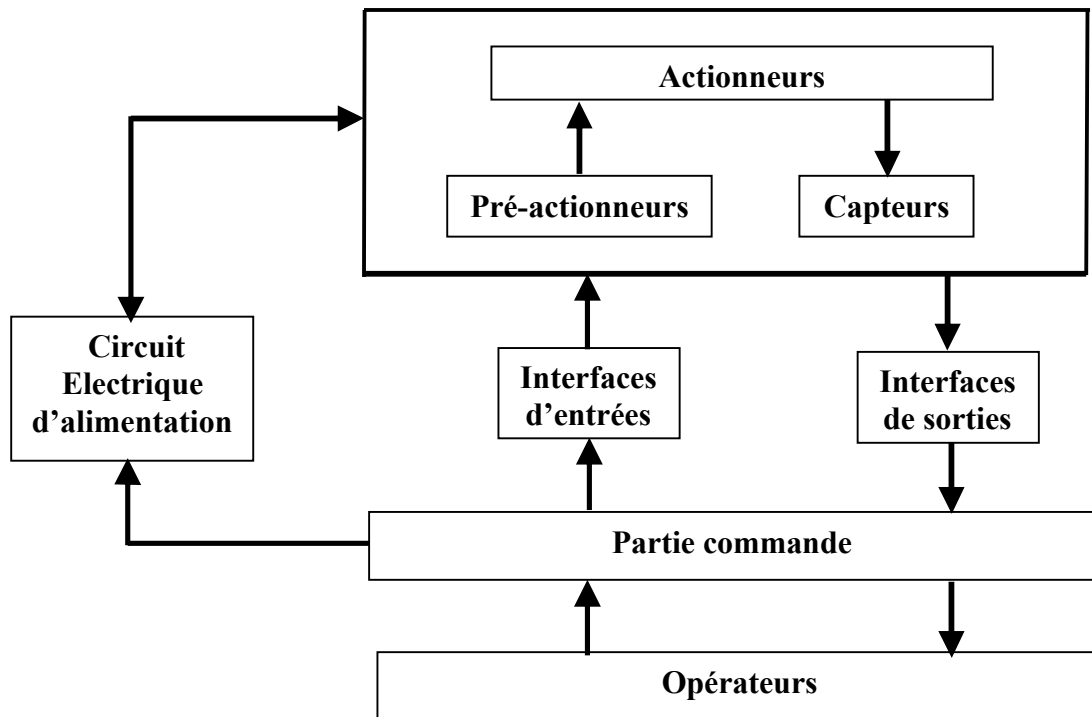 Actionneurs
Pré-actionneurs
Capteurs
Circuit
Electrique
d’alimentation
Interfaces
d’entrées
Interfaces
de sorties
Partie commande
Opérateurs